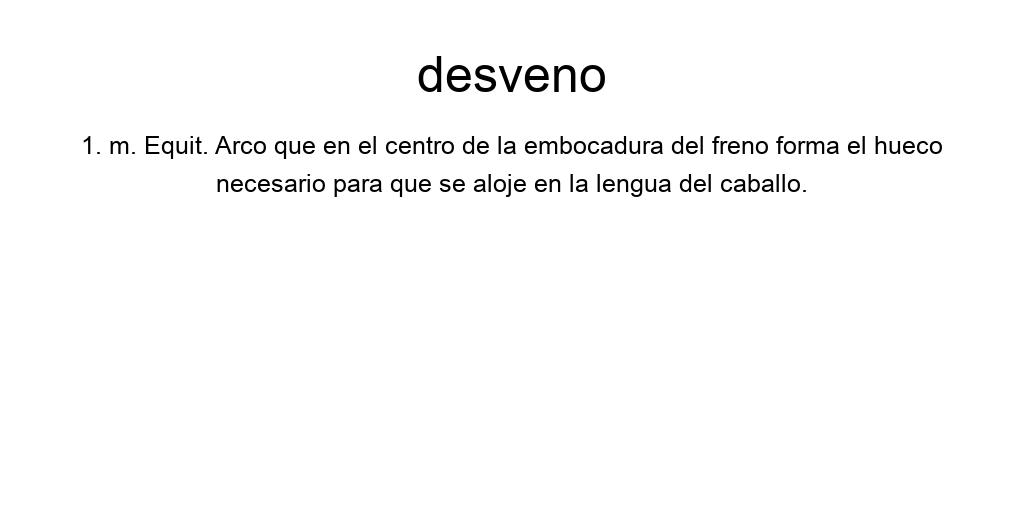 desveno
1. m. Equit. Arco que en el centro de la embocadura del freno forma el hueco
necesario para que se aloje en la lengua del caballo.